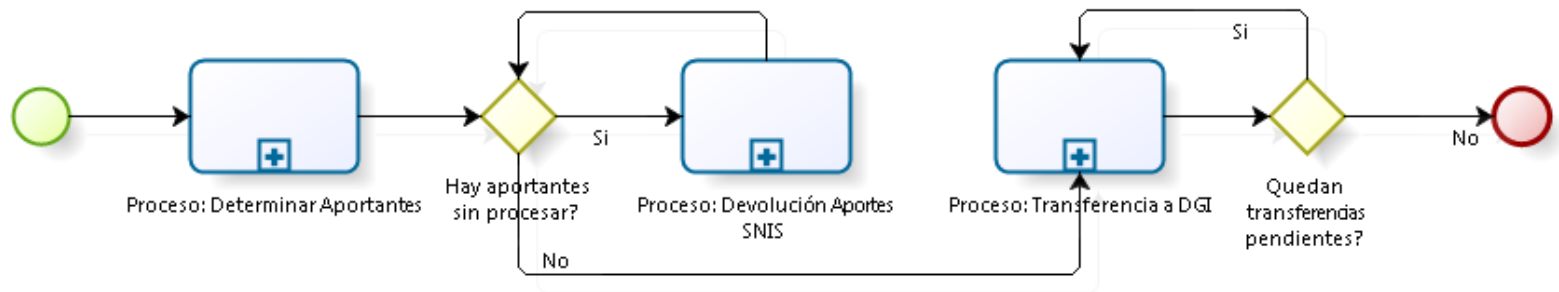 Si
Si
No
Proceso: Determinar Aportantes
Hay aportantes
sin procesar?
Proceso: Devolución Aportes
SNIS
Proceso: Transferencia a DGI
Quedan
transferencias
pendientes?
No